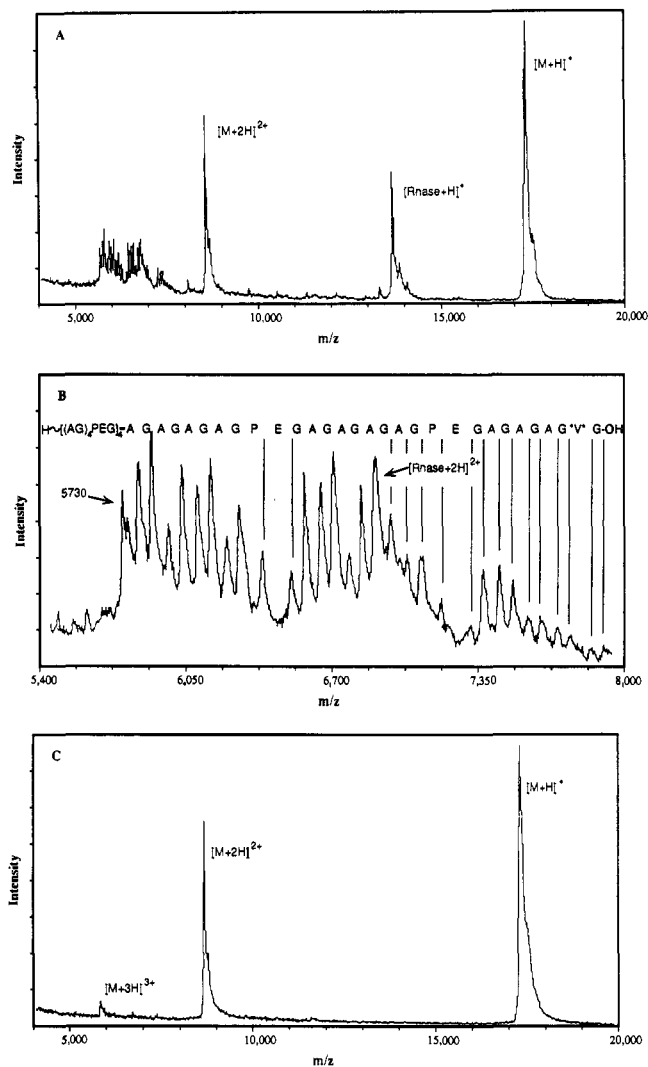 A
[M+H]⁺
[M+2H]²⁺
[Rnase+H]⁺
Intensity
5,000 10,000 15,000 20,000
m/z
B
H~[(AG)₄PEG]₄-A G A G A G A G P E G A G A G A G A G P E G A G A G A G *V* G-OH
5730
[Rnase+2H]²⁺
Intensity
5,400 6,050 6,700 7,350 8,000
m/z
C
[M+H]⁺
[M+2H]²⁺
[M+3H]³⁺
Intensity
5,000 10,000 15,000 20,000
m/z